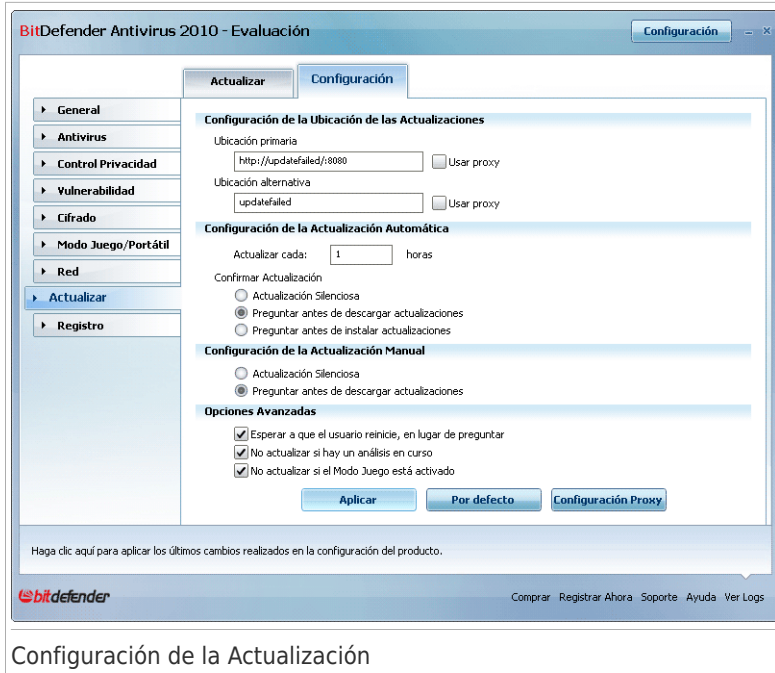 BitDefender Antivirus 2010 - Evaluación
Configuración
Actualizar
Configuración
General
Antivirus
Control Privacidad
Vulnerabilidad
Cifrado
Modo Juego/Portátil
Red
Actualizar
Registro
Configuración de la Ubicación de las Actualizaciones
Ubicación primaria
http://updatefailed/:8080
Usar proxy
Ubicación alternativa
updatefailed
Usar proxy
Configuración de la Actualización Automática
Actualizar cada: 1 horas
Confirmar Actualización
Actualización Silenciosa
Preguntar antes de descargar actualizaciones
Preguntar antes de instalar actualizaciones
Configuración de la Actualización Manual
Actualización Silenciosa
Preguntar antes de descargar actualizaciones
Opciones Avanzadas
Esperar a que el usuario reinicie, en lugar de preguntar
No actualizar si hay un análisis en curso
No actualizar si el Modo Juego está activado
Aplicar
Por defecto
Configuración Proxy
Haga clic aquí para aplicar los últimos cambios realizados en la configuración del producto.
bitdefender
Comprar Registrar Ahora Soporte Ayuda Ver Logs
Configuración de la Actualización